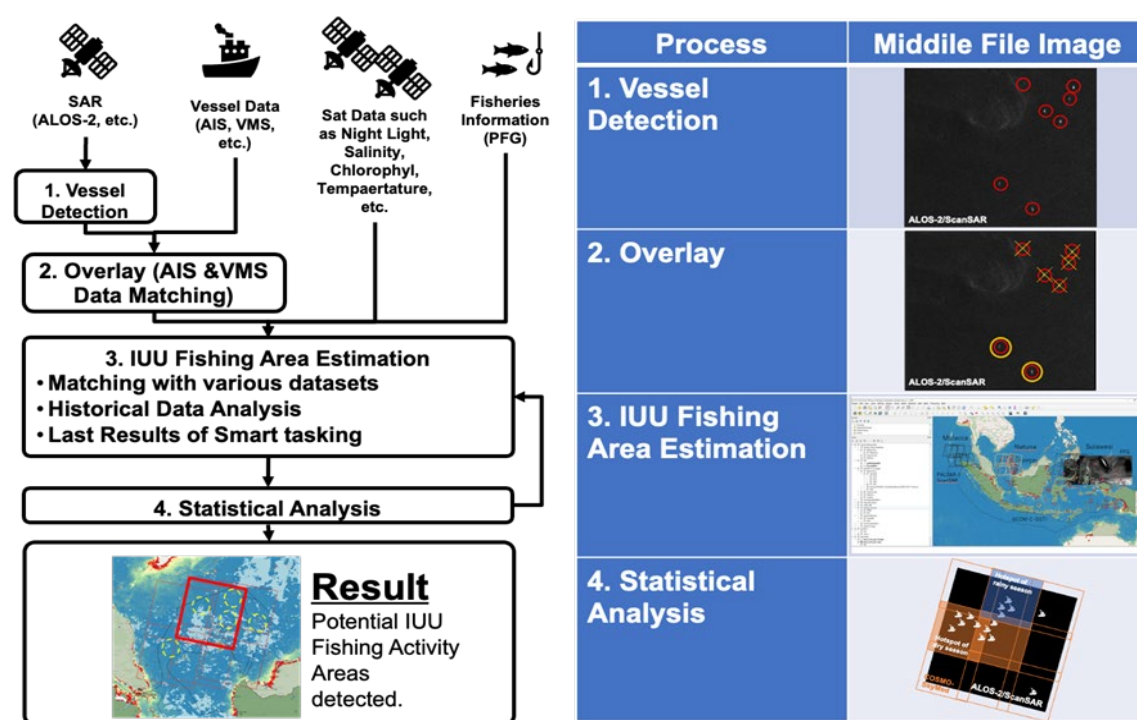 SAR
(ALOS-2, etc.)
Vessel Data
(AIS, VMS,
etc.)
Sat Data such
as Night Light,
Salinity,
Chlorophyl,
Tempaertature,
etc.
Fisheries
Information
(PFG)
1. Vessel
Detection
2. Overlay (AIS &VMS
Data Matching)
3. IUU Fishing Area Estimation
• Matching with various datasets
• Historical Data Analysis
• Last Results of Smart tasking
4. Statistical Analysis
Result
Potential IUU
Fishing Activity
Areas
detected.
Process
Middile File Image
1. Vessel
Detection
ALOS-2/ScanSAR
2. Overlay
ALOS-2/ScanSAR
3. IUU Fishing
Area Estimation
Natuna
4. Statistical
Analysis
Hotspot of
rainy season
Hotspot of
dry season
COSMO-
SkyMed
ALOS-2/ScanSAR